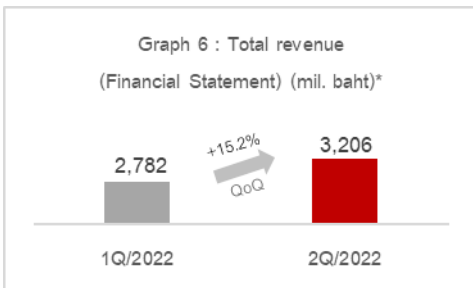 Graph 6 : Total revenue
(Financial Statement) (mil. baht)*
+15.2%
3,206
2,782
QoQ
1Q/2022
2Q/2022